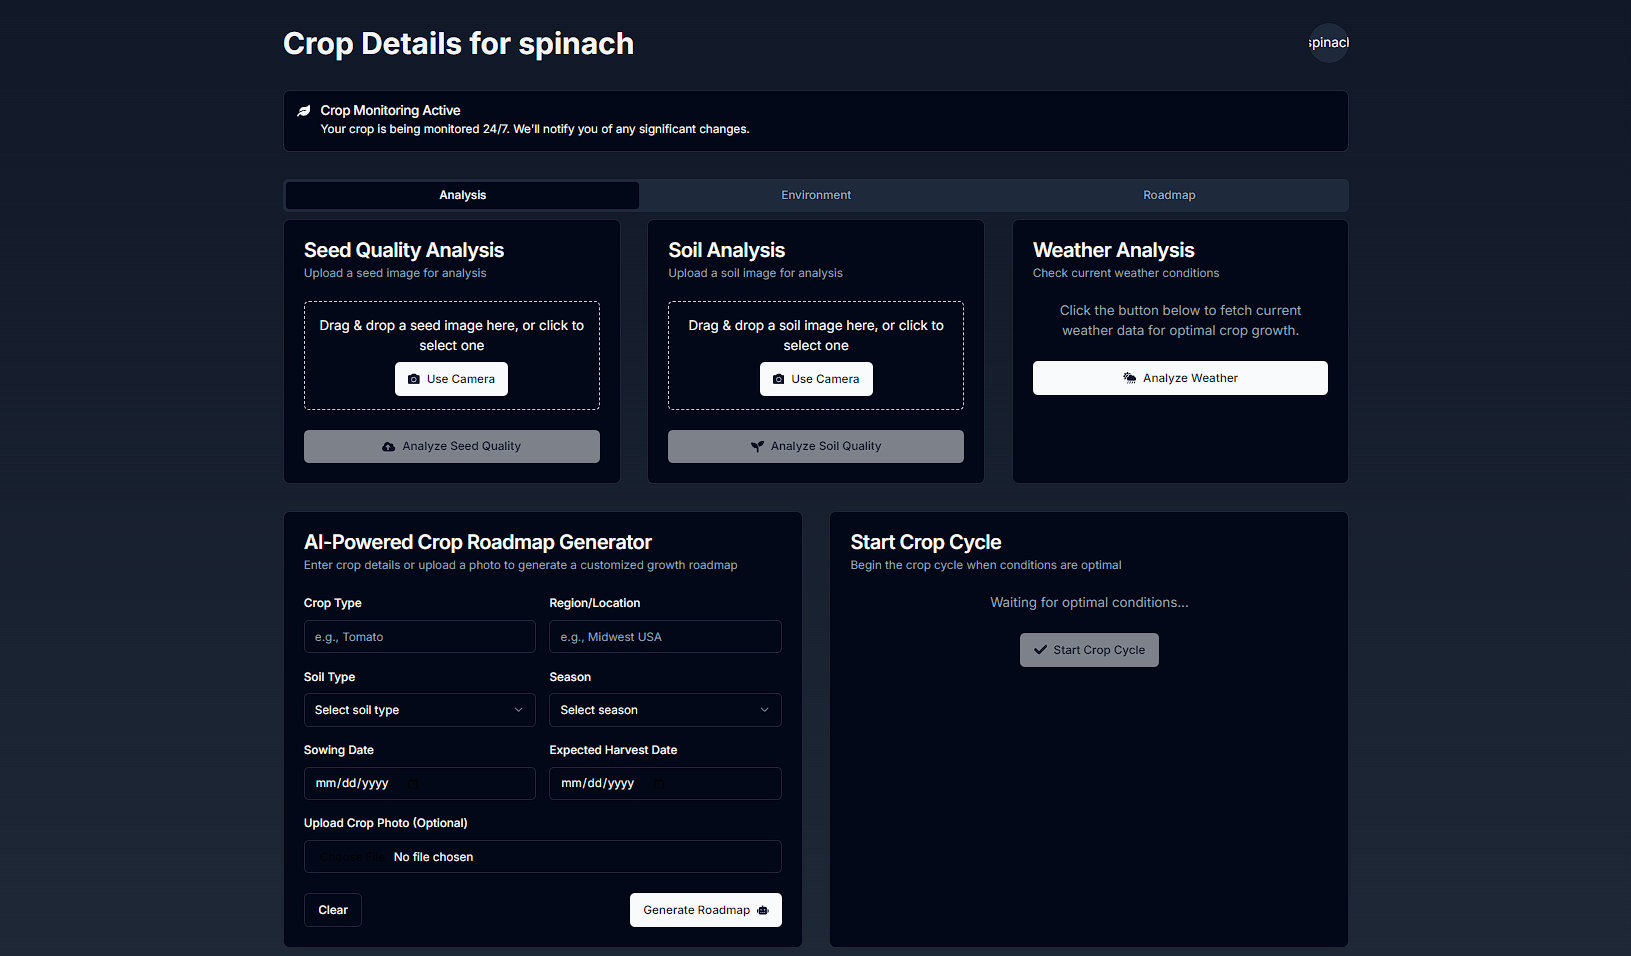 Crop Details for spinach
spinach
Crop Monitoring Active
Your crop is being monitored 24/7. We'll notify you of any significant changes.
Analysis
Environment
Roadmap
Seed Quality Analysis
Upload a seed image for analysis
Drag & drop a seed image here, or click to
select one
Use Camera
Analyze Seed Quality
Soil Analysis
Upload a soil image for analysis
Drag & drop a soil image here, or click to
select one
Use Camera
Analyze Soil Quality
Weather Analysis
Check current weather conditions
Click the button below to fetch current
weather data for optimal crop growth.
Analyze Weather
AI-Powered Crop Roadmap Generator
Enter crop details or upload a photo to generate a customized growth roadmap
Crop Type
Region/Location
e.g., Tomato
e.g., Midwest USA
Soil Type
Season
Select soil type
Select season
Sowing Date
Expected Harvest Date
mm/dd/yyyy
mm/dd/yyyy
Upload Crop Photo (Optional)
Choose File No file chosen
Clear
Generate Roadmap
Start Crop Cycle
Begin the crop cycle when conditions are optimal
Waiting for optimal conditions...
Start Crop Cycle